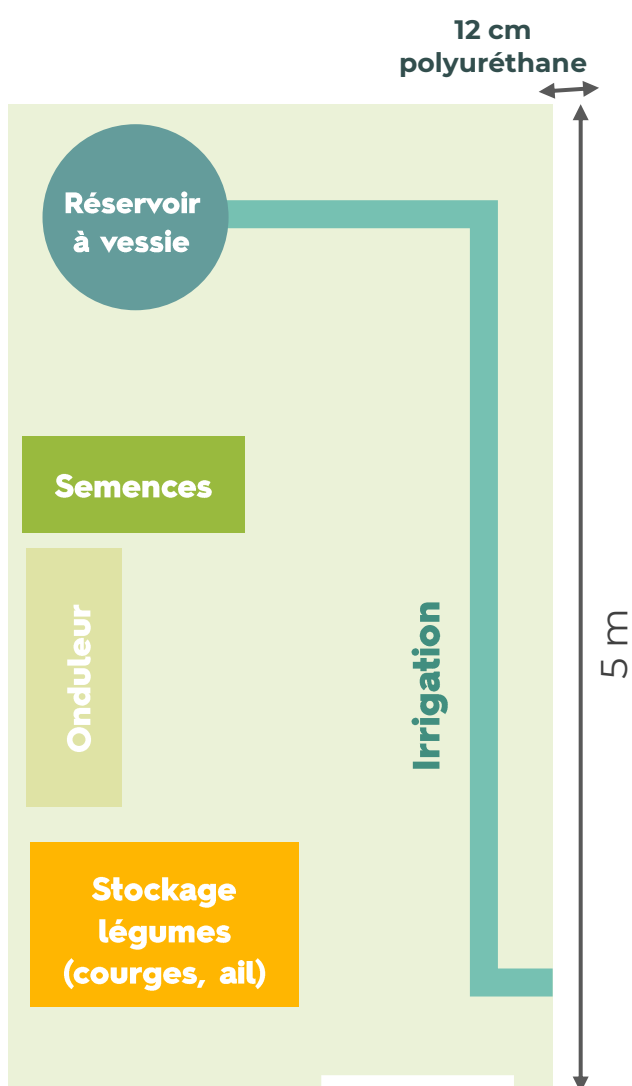 12 cm
polyuréthane
Réservoir
à vessie
Semences
Onduleur
Irrigation
5 m
Stockage
légumes
(courges, ail)